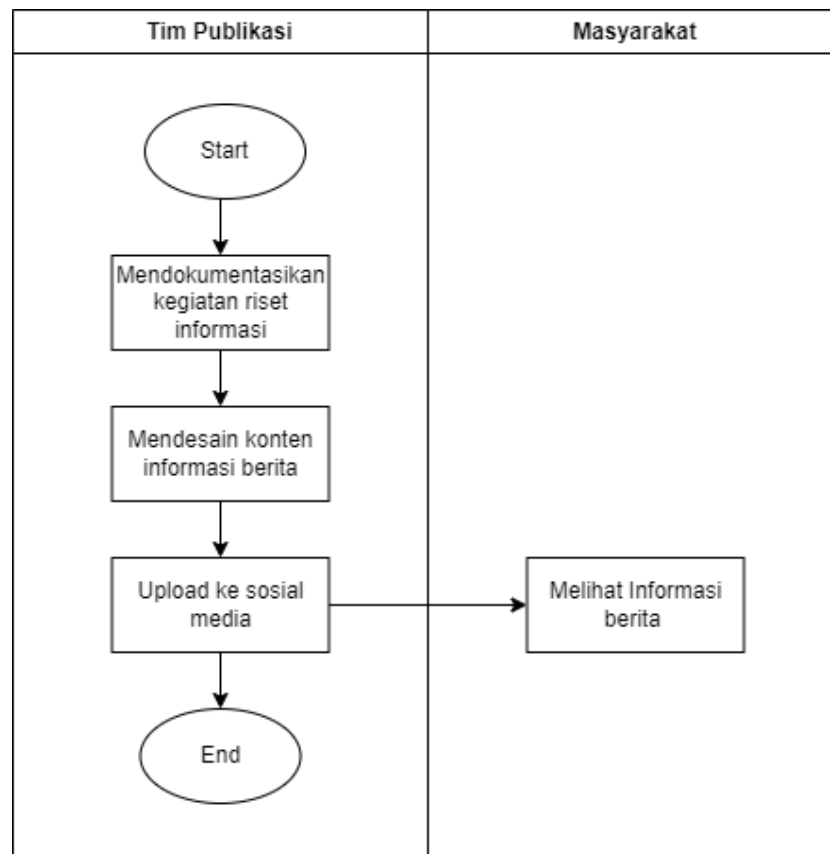 Tim Publikasi
Masyarakat
Start
Mendokumentasikan
kegiatan riset
informasi
Mendesain konten
informasi berita
Upload ke sosial
media
Melihat Informasi
berita
End